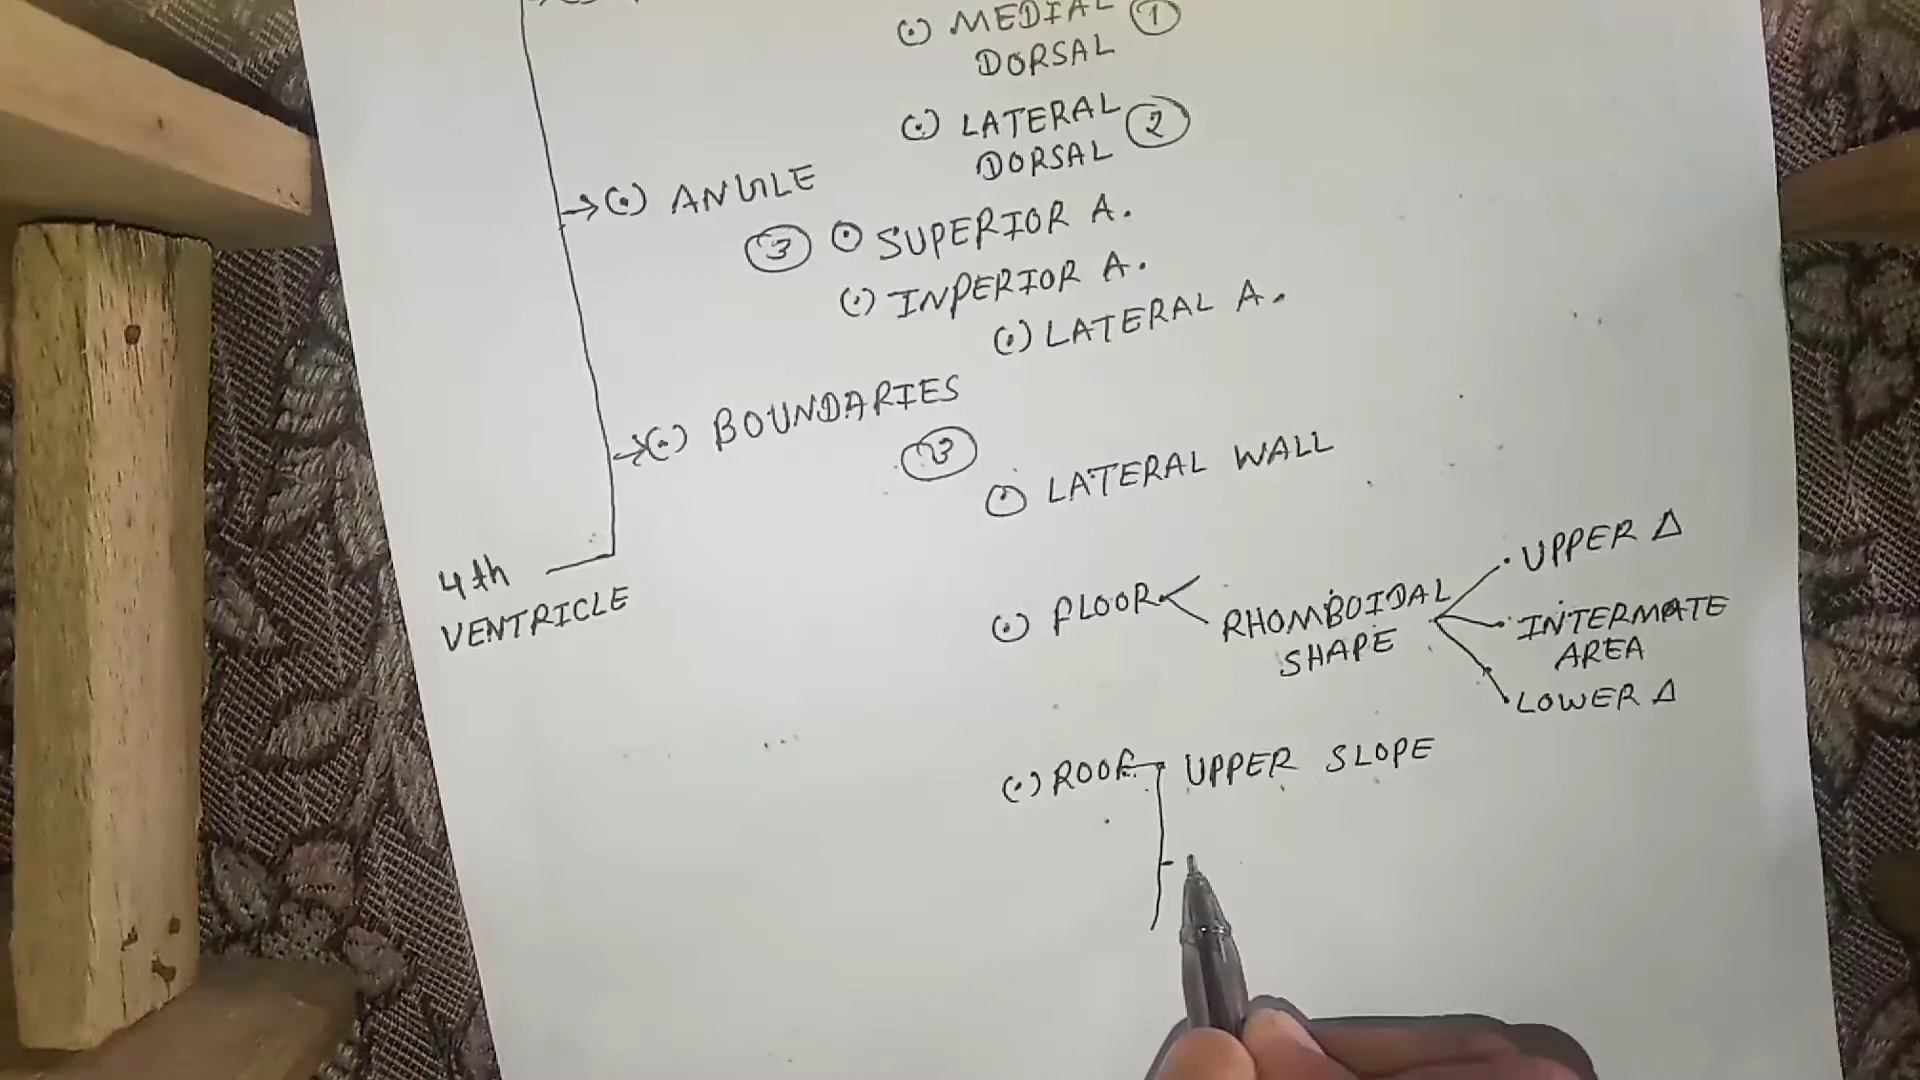 MEDIAL 1
DORSAL
LATERAL 2
DORSAL
ANGLE
3 SUPERIOR A.
INPERIOR A.
LATERAL A.
BOUNDARIES
3
LATERAL WALL
4th
VENTRICLE
FLOOR
RHOMBOIDAL
SHAPE
UPPER Δ
INTERMATE
AREA
LOWER Δ
ROOF UPPER SLOPE